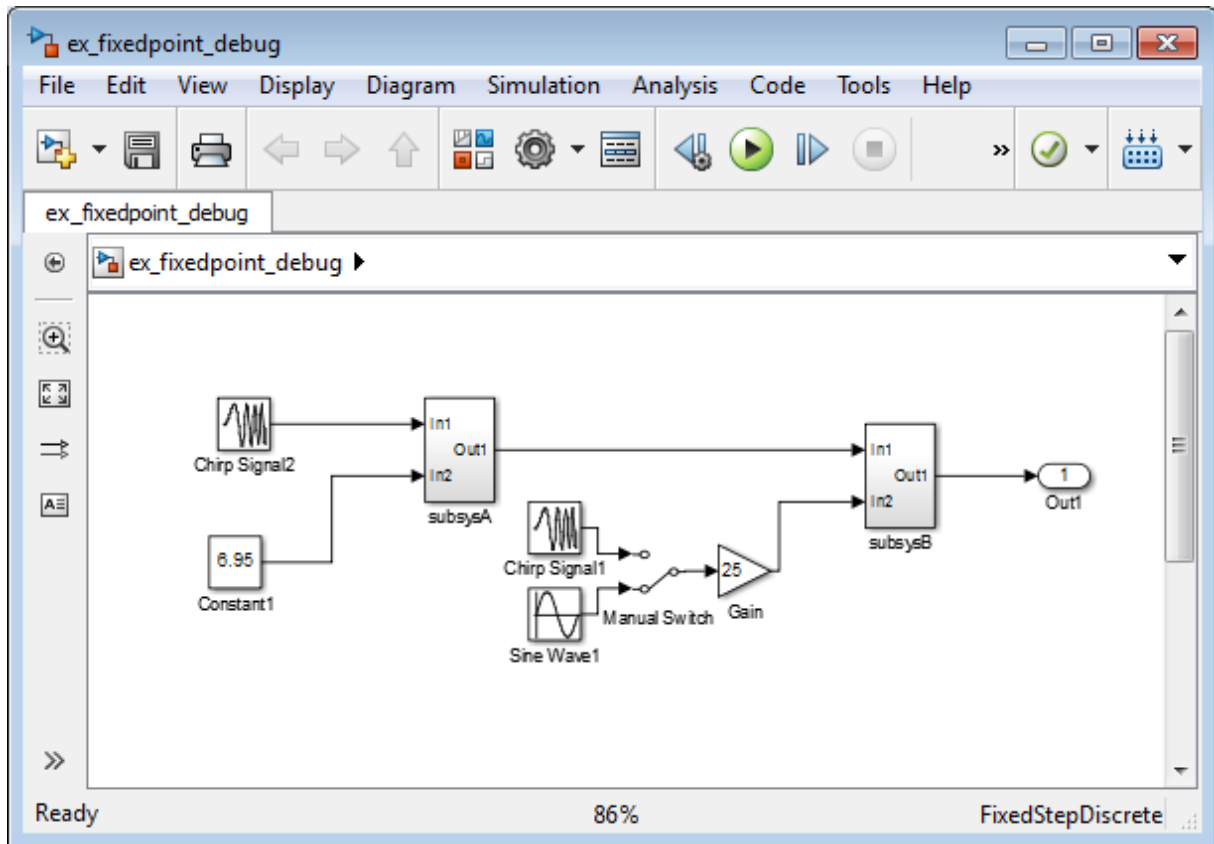 ex_fixedpoint_debug
File Edit View Display Diagram Simulation Analysis Code Tools Help
ex_fixedpoint_debug
ex_fixedpoint_debug
In1
Out1
In2
subsysA
Chirp Signal2
6.95
Constant1
Chirp Signal1
Sine Wave1
Manual Switch
25
Gain
In1
Out1
In2
subsysB
1
Out1
Ready 86% FixedStepDiscrete